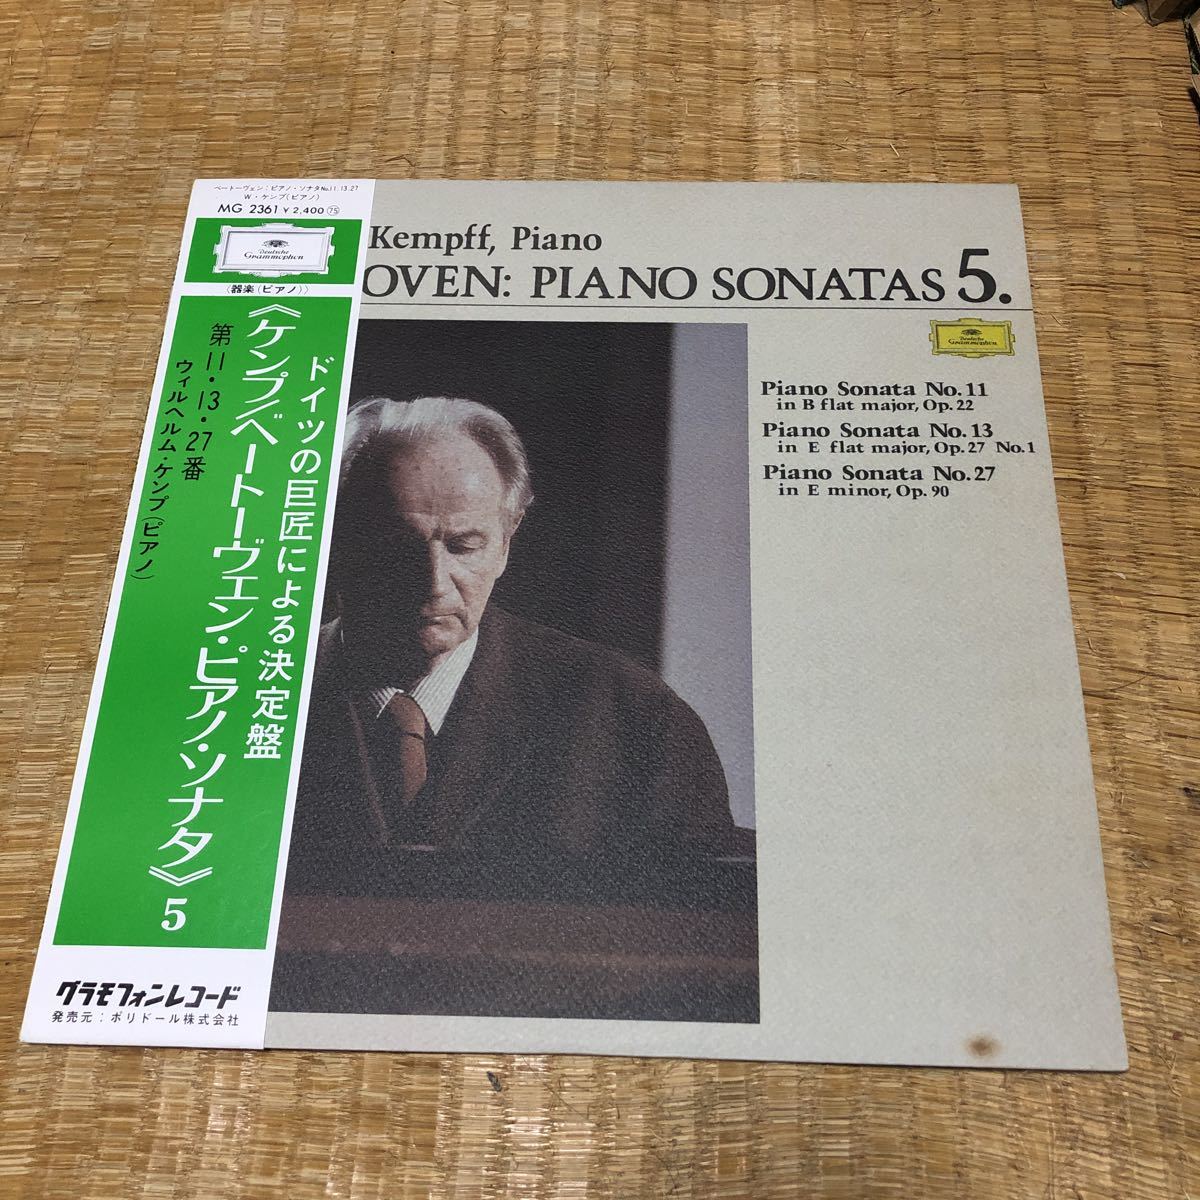 ベートーヴェン:ピアノ・ソナタNo.11.13.27
W・ケンプ(ピアノ)
MG 2361 ¥2,400 75
Deutsche
Grammophon
(器楽(ピアノ))
ドイツの巨匠による決定盤
《ケンプ/ベートーヴェン・ピアノ・ソナタ》5
第11・13・27番
ウィルヘルム・ケンプ(ピアノ)
グラモフォンレコード
発売元:ポリドール株式会社
Kempff, Piano
OVEN: PIANO SONATAS 5.
Deutsche
Grammophon
Piano Sonata No.11
in B flat major, Op.22
Piano Sonata No.13
in E flat major, Op.27 No.1
Piano Sonata No.27
in E minor, Op.90